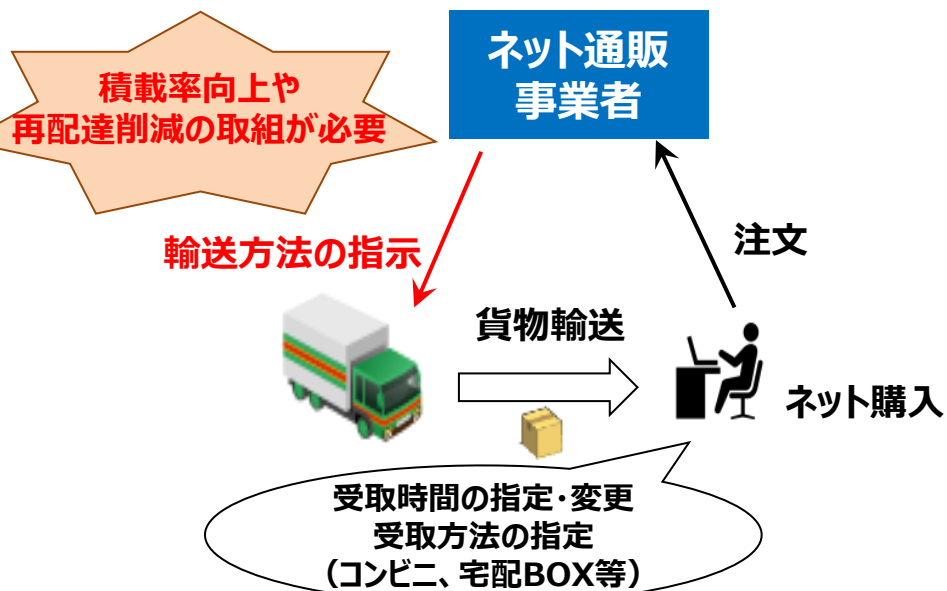 積載率向上や
再配達削減の取組が必要
ネット通販
事業者
輸送方法の指示
注文
貨物輸送
ネット購入
受取時間の指定・変更
受取方法の指定
（コンビニ、宅配BOX等）